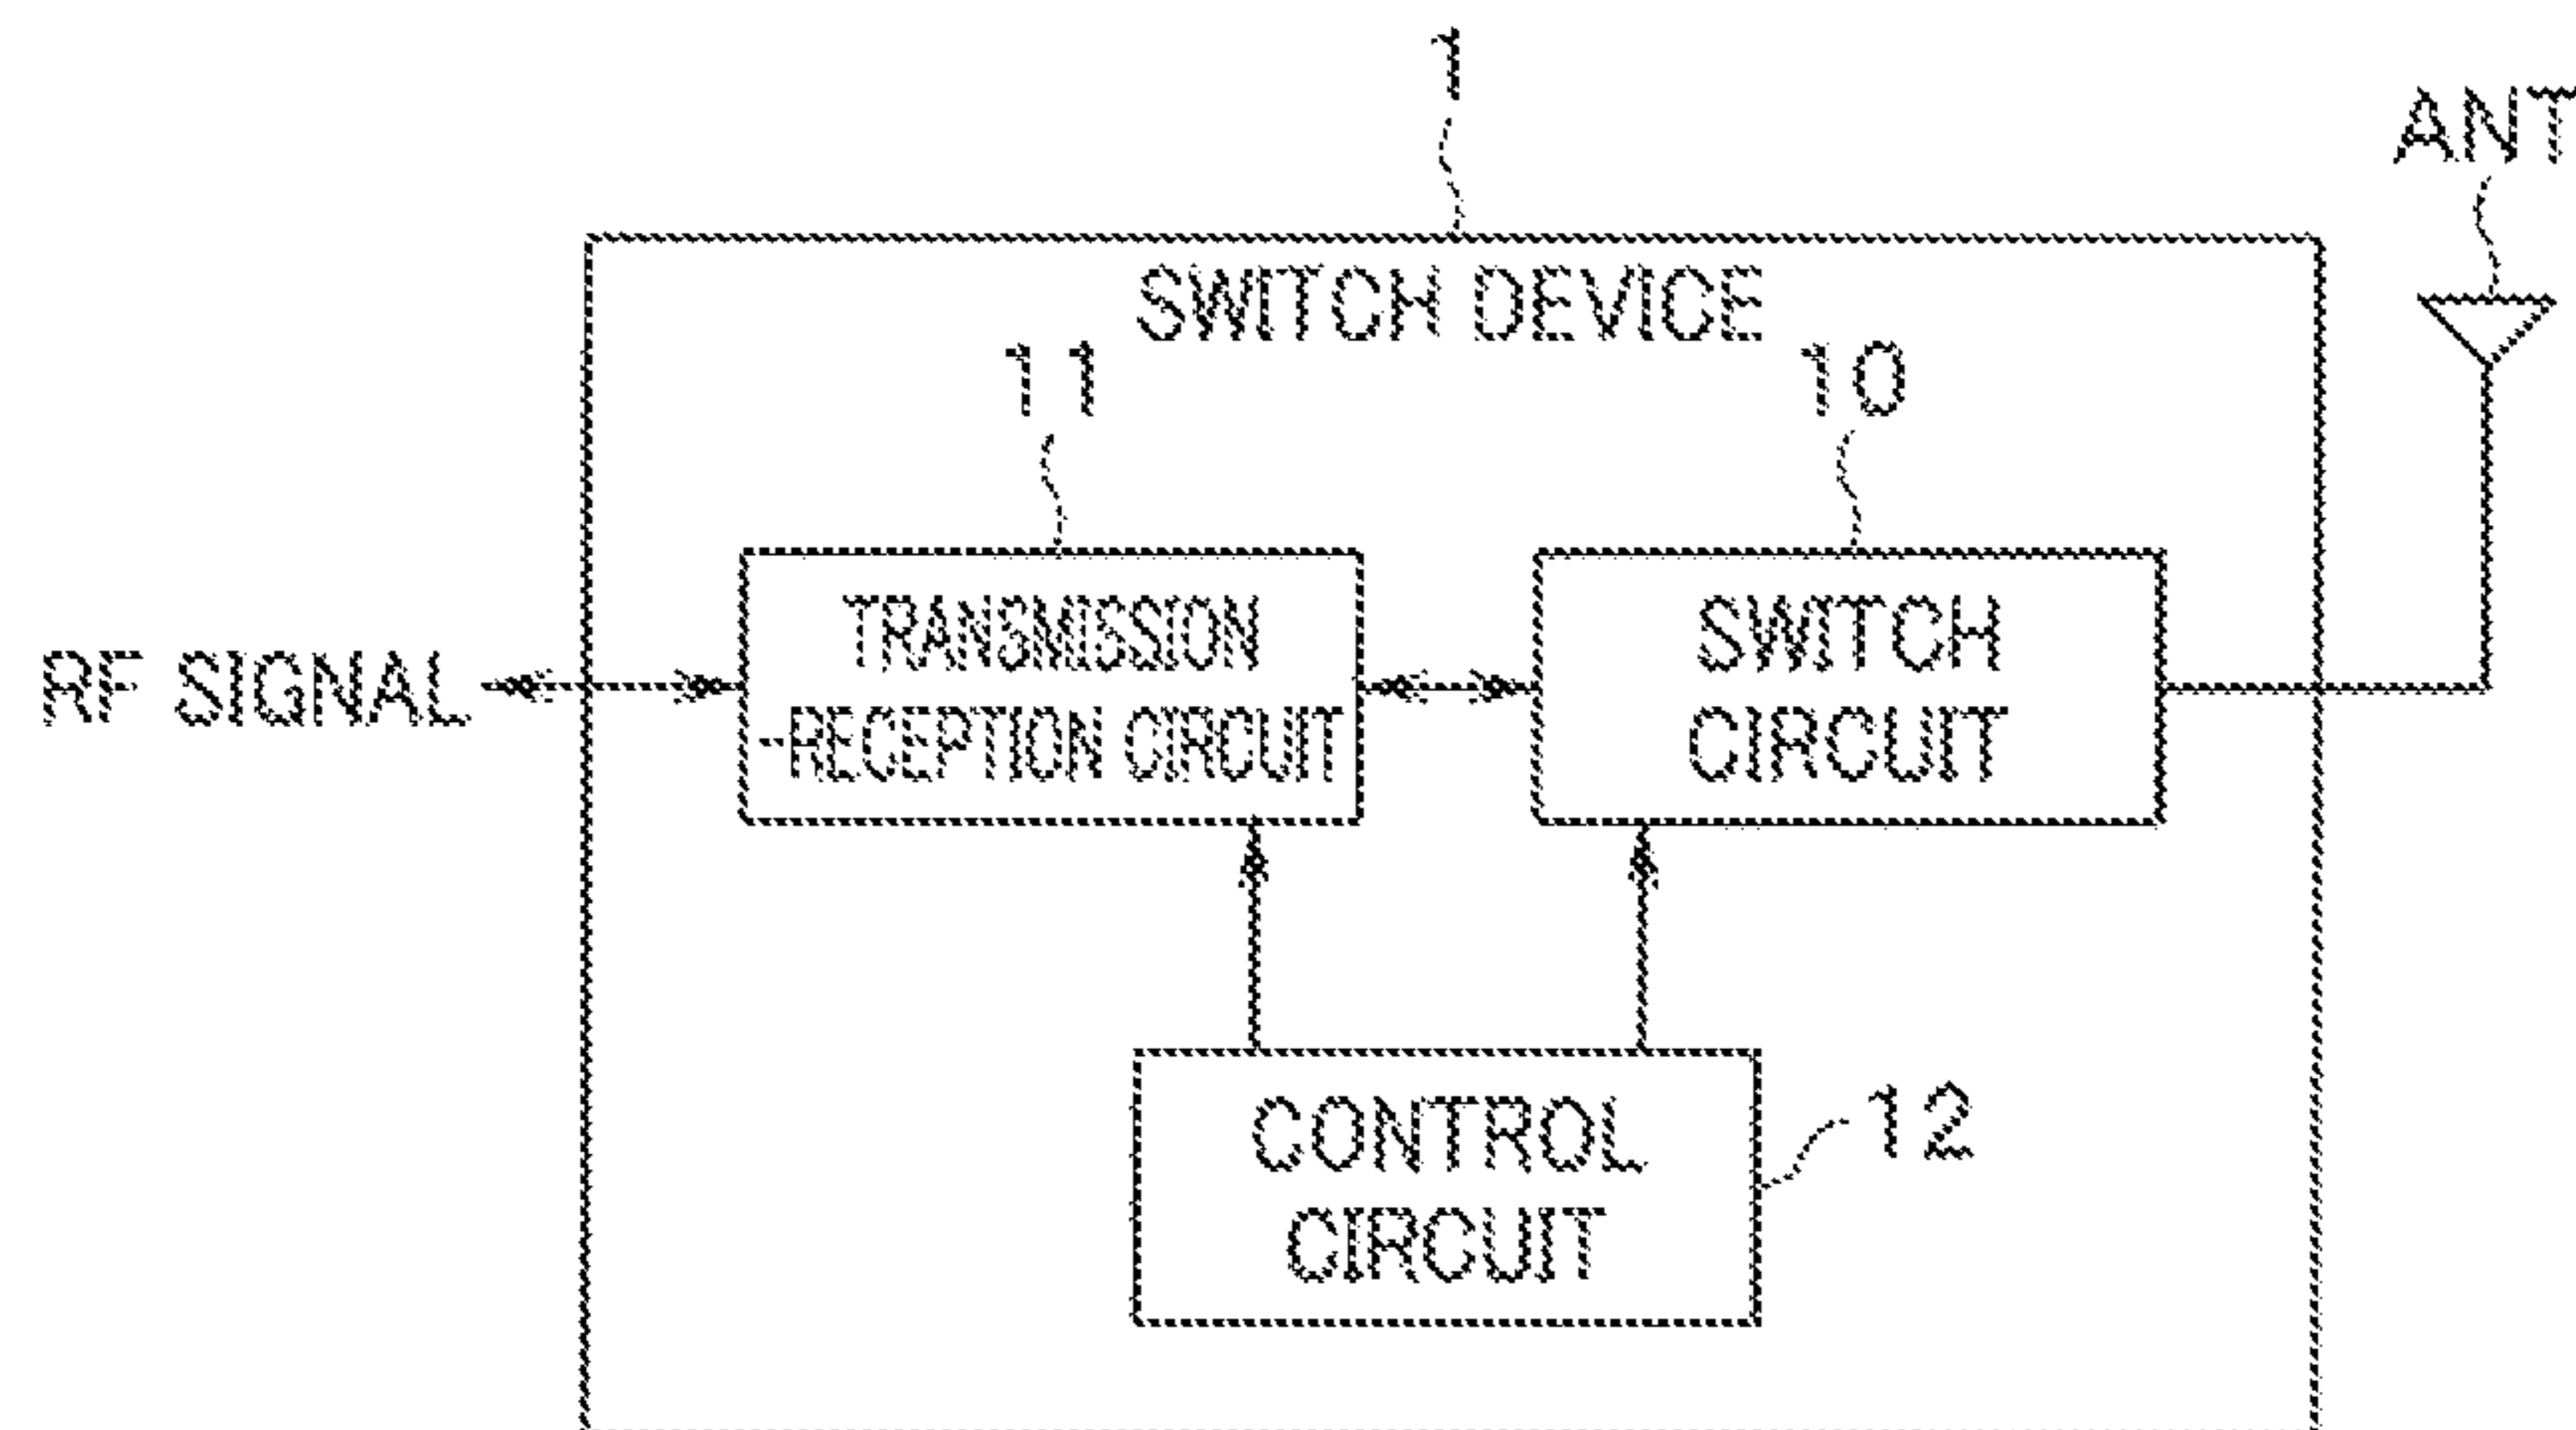 1
ANT
SWITCH DEVICE
11
10
TRANSMISSION
-RECEPTION CIRCUIT
SWITCH
CIRCUIT
RF SIGNAL
CONTROL
CIRCUIT
12